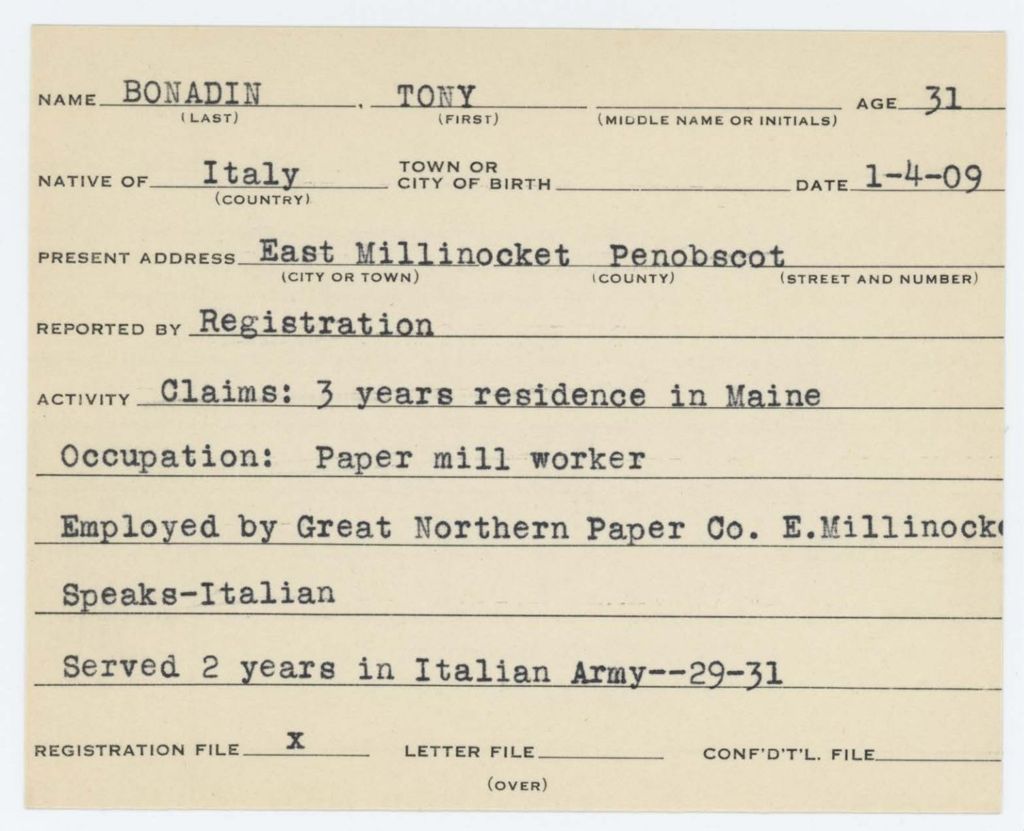 NAME BONADIN , TONY AGE 31
(LAST) (FIRST) (MIDDLE NAME OR INITIALS)
NATIVE OF Italy TOWN OR CITY OF BIRTH DATE 1-4-09
(COUNTRY)
PRESENT ADDRESS East Millinocket Penobscot
(CITY OR TOWN) (COUNTY) (STREET AND NUMBER)
REPORTED BY Registration
ACTIVITY Claims: 3 years residence in Maine
Occupation: Paper mill worker
Employed by Great Northern Paper Co. E.Millinocke
Speaks-Italian
Served 2 years in Italian Army--29-31
REGISTRATION FILE X LETTER FILE CONF'D'T'L. FILE
(OVER)